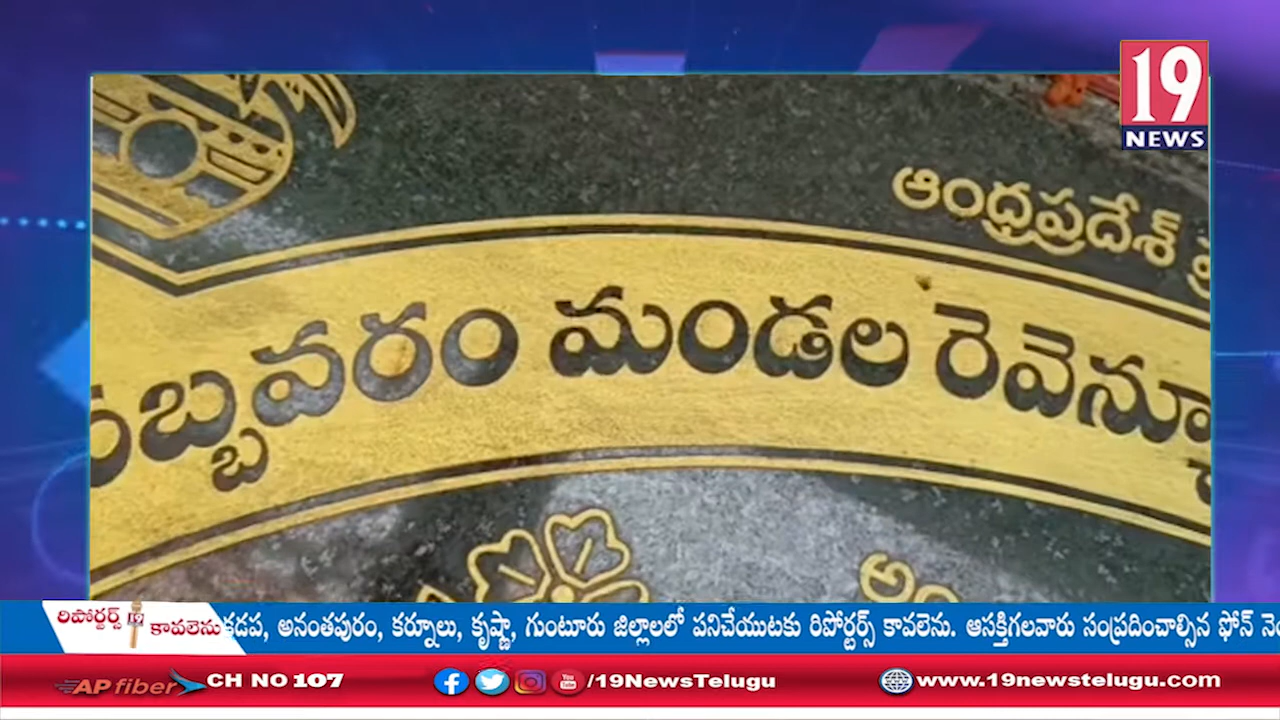 19
NEWS
ఆంధ్రప్రదేశ్
బ్బవరం మండల రెవెన్యూ
రిపోర్టర్స్ కావలెను
కడప, అనంతపురం, కర్నూలు, కృష్ణా, గుంటూరు జిల్లాలలో పనిచేయుటకు రిపోర్టర్స్ కావలెను. ఆసక్తిగలవారు సంప్రదించాల్సిన ఫోన్
AP fiber CH NO 107
/19NewsTelugu
www.19newstelugu.com